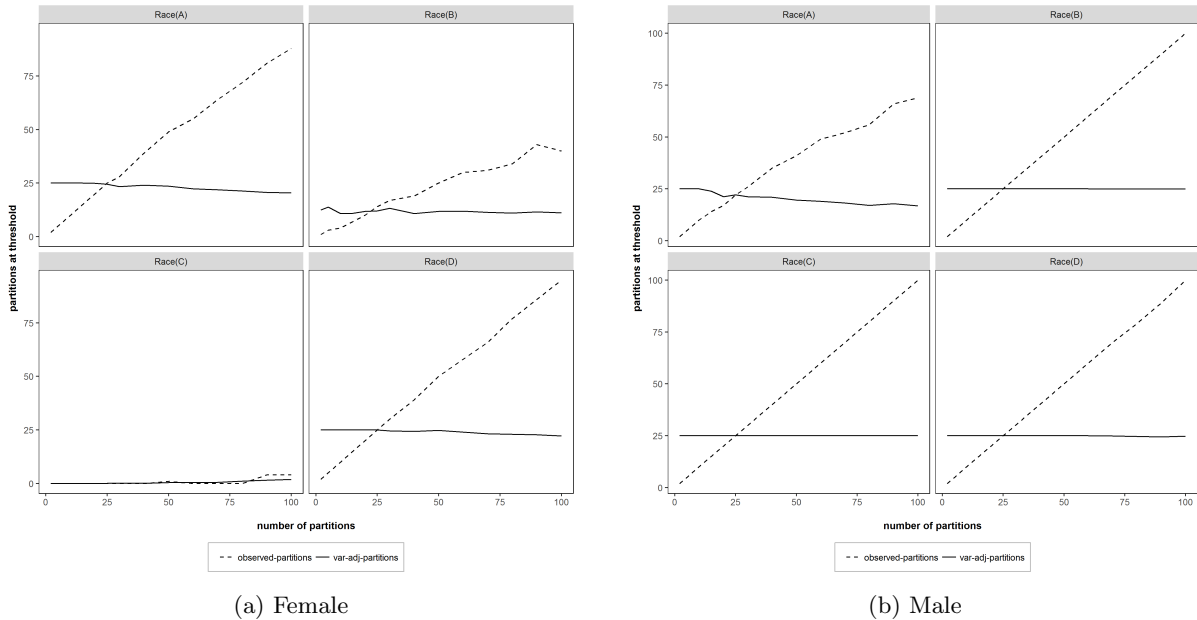 Race(A)
Race(B)
75
50
25
0
Race(C)
Race(D)
75
50
25
0
0
25
50
75
100
0
25
50
75
100
partitions at threshold
number of partitions
observed-partitions
var-adj-partitions
(a) Female
Race(A)
Race(B)
100
75
50
25
0
Race(C)
Race(D)
100
75
50
25
0
0
25
50
75
100
0
25
50
75
100
partitions at threshold
number of partitions
observed-partitions
var-adj-partitions
(b) Male